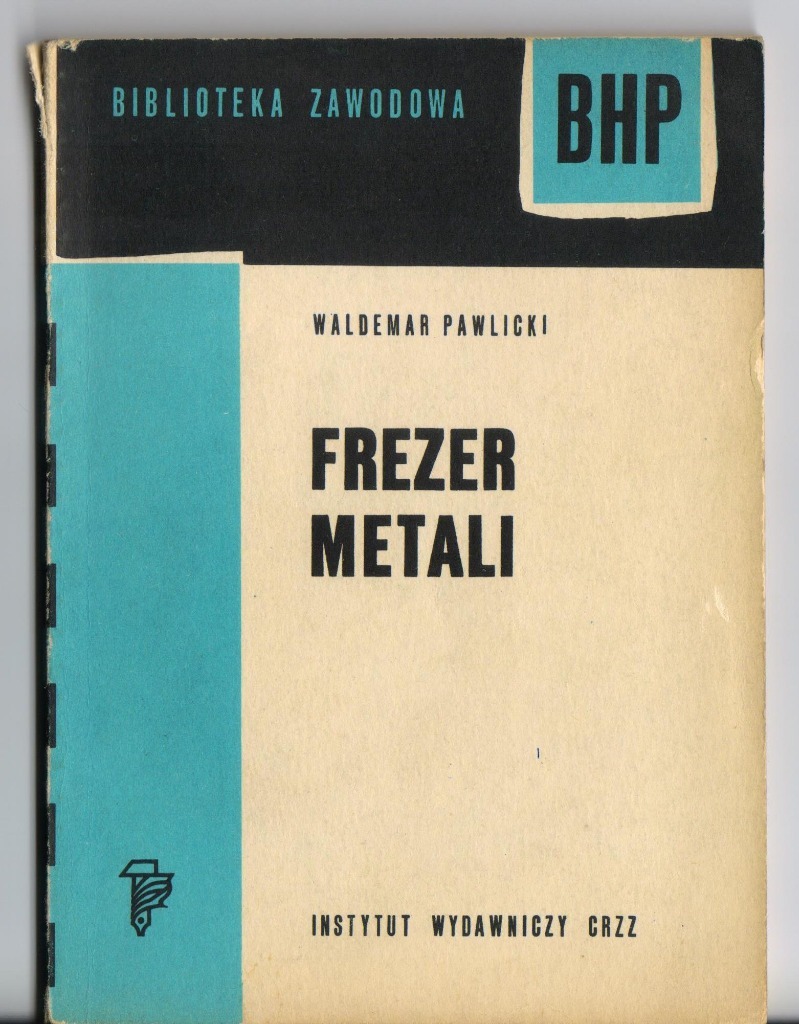 BIBLIOTEKA ZAWODOWA
BHP
WALDEMAR PAWLICKI
FREZER
METALI
INSTYTUT WYDAWNICZY CRZZ